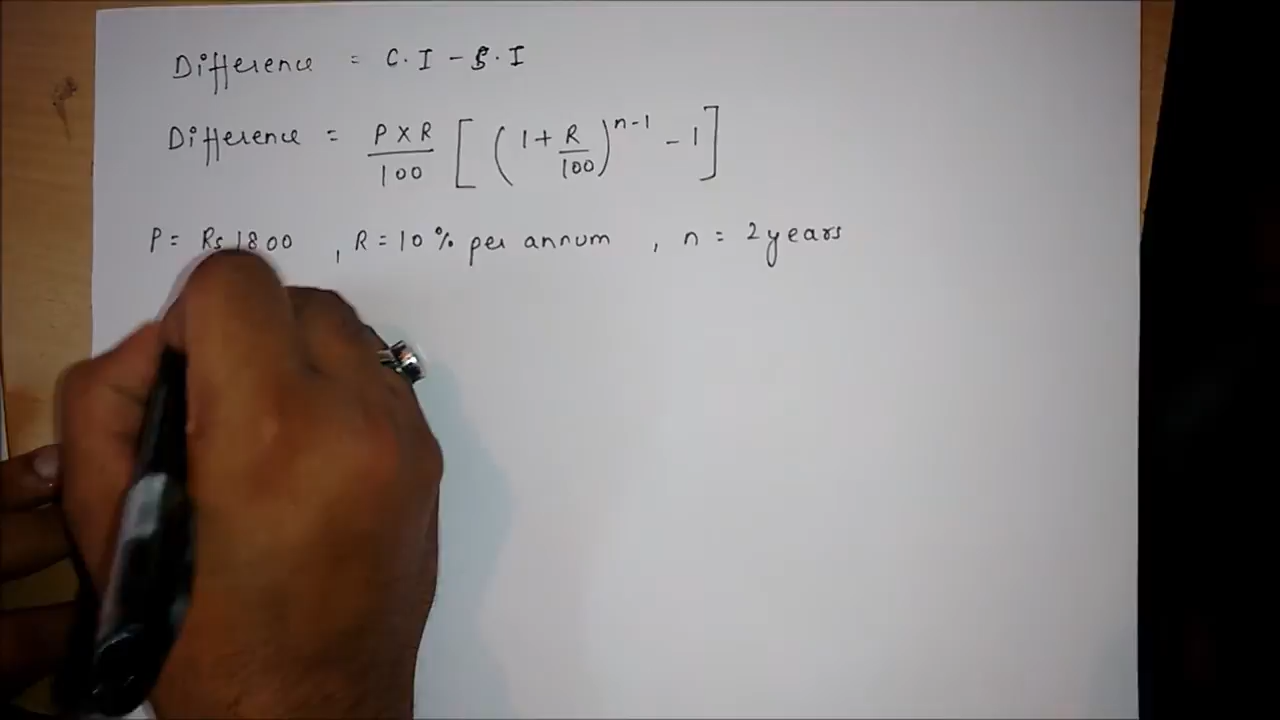 Difference = C.I - S.I
Difference = P X R / 100 [ ( 1 + R / 100 )^n-1 - 1 ]
P = Rs 1800 , R = 10% per annum , n = 2 years